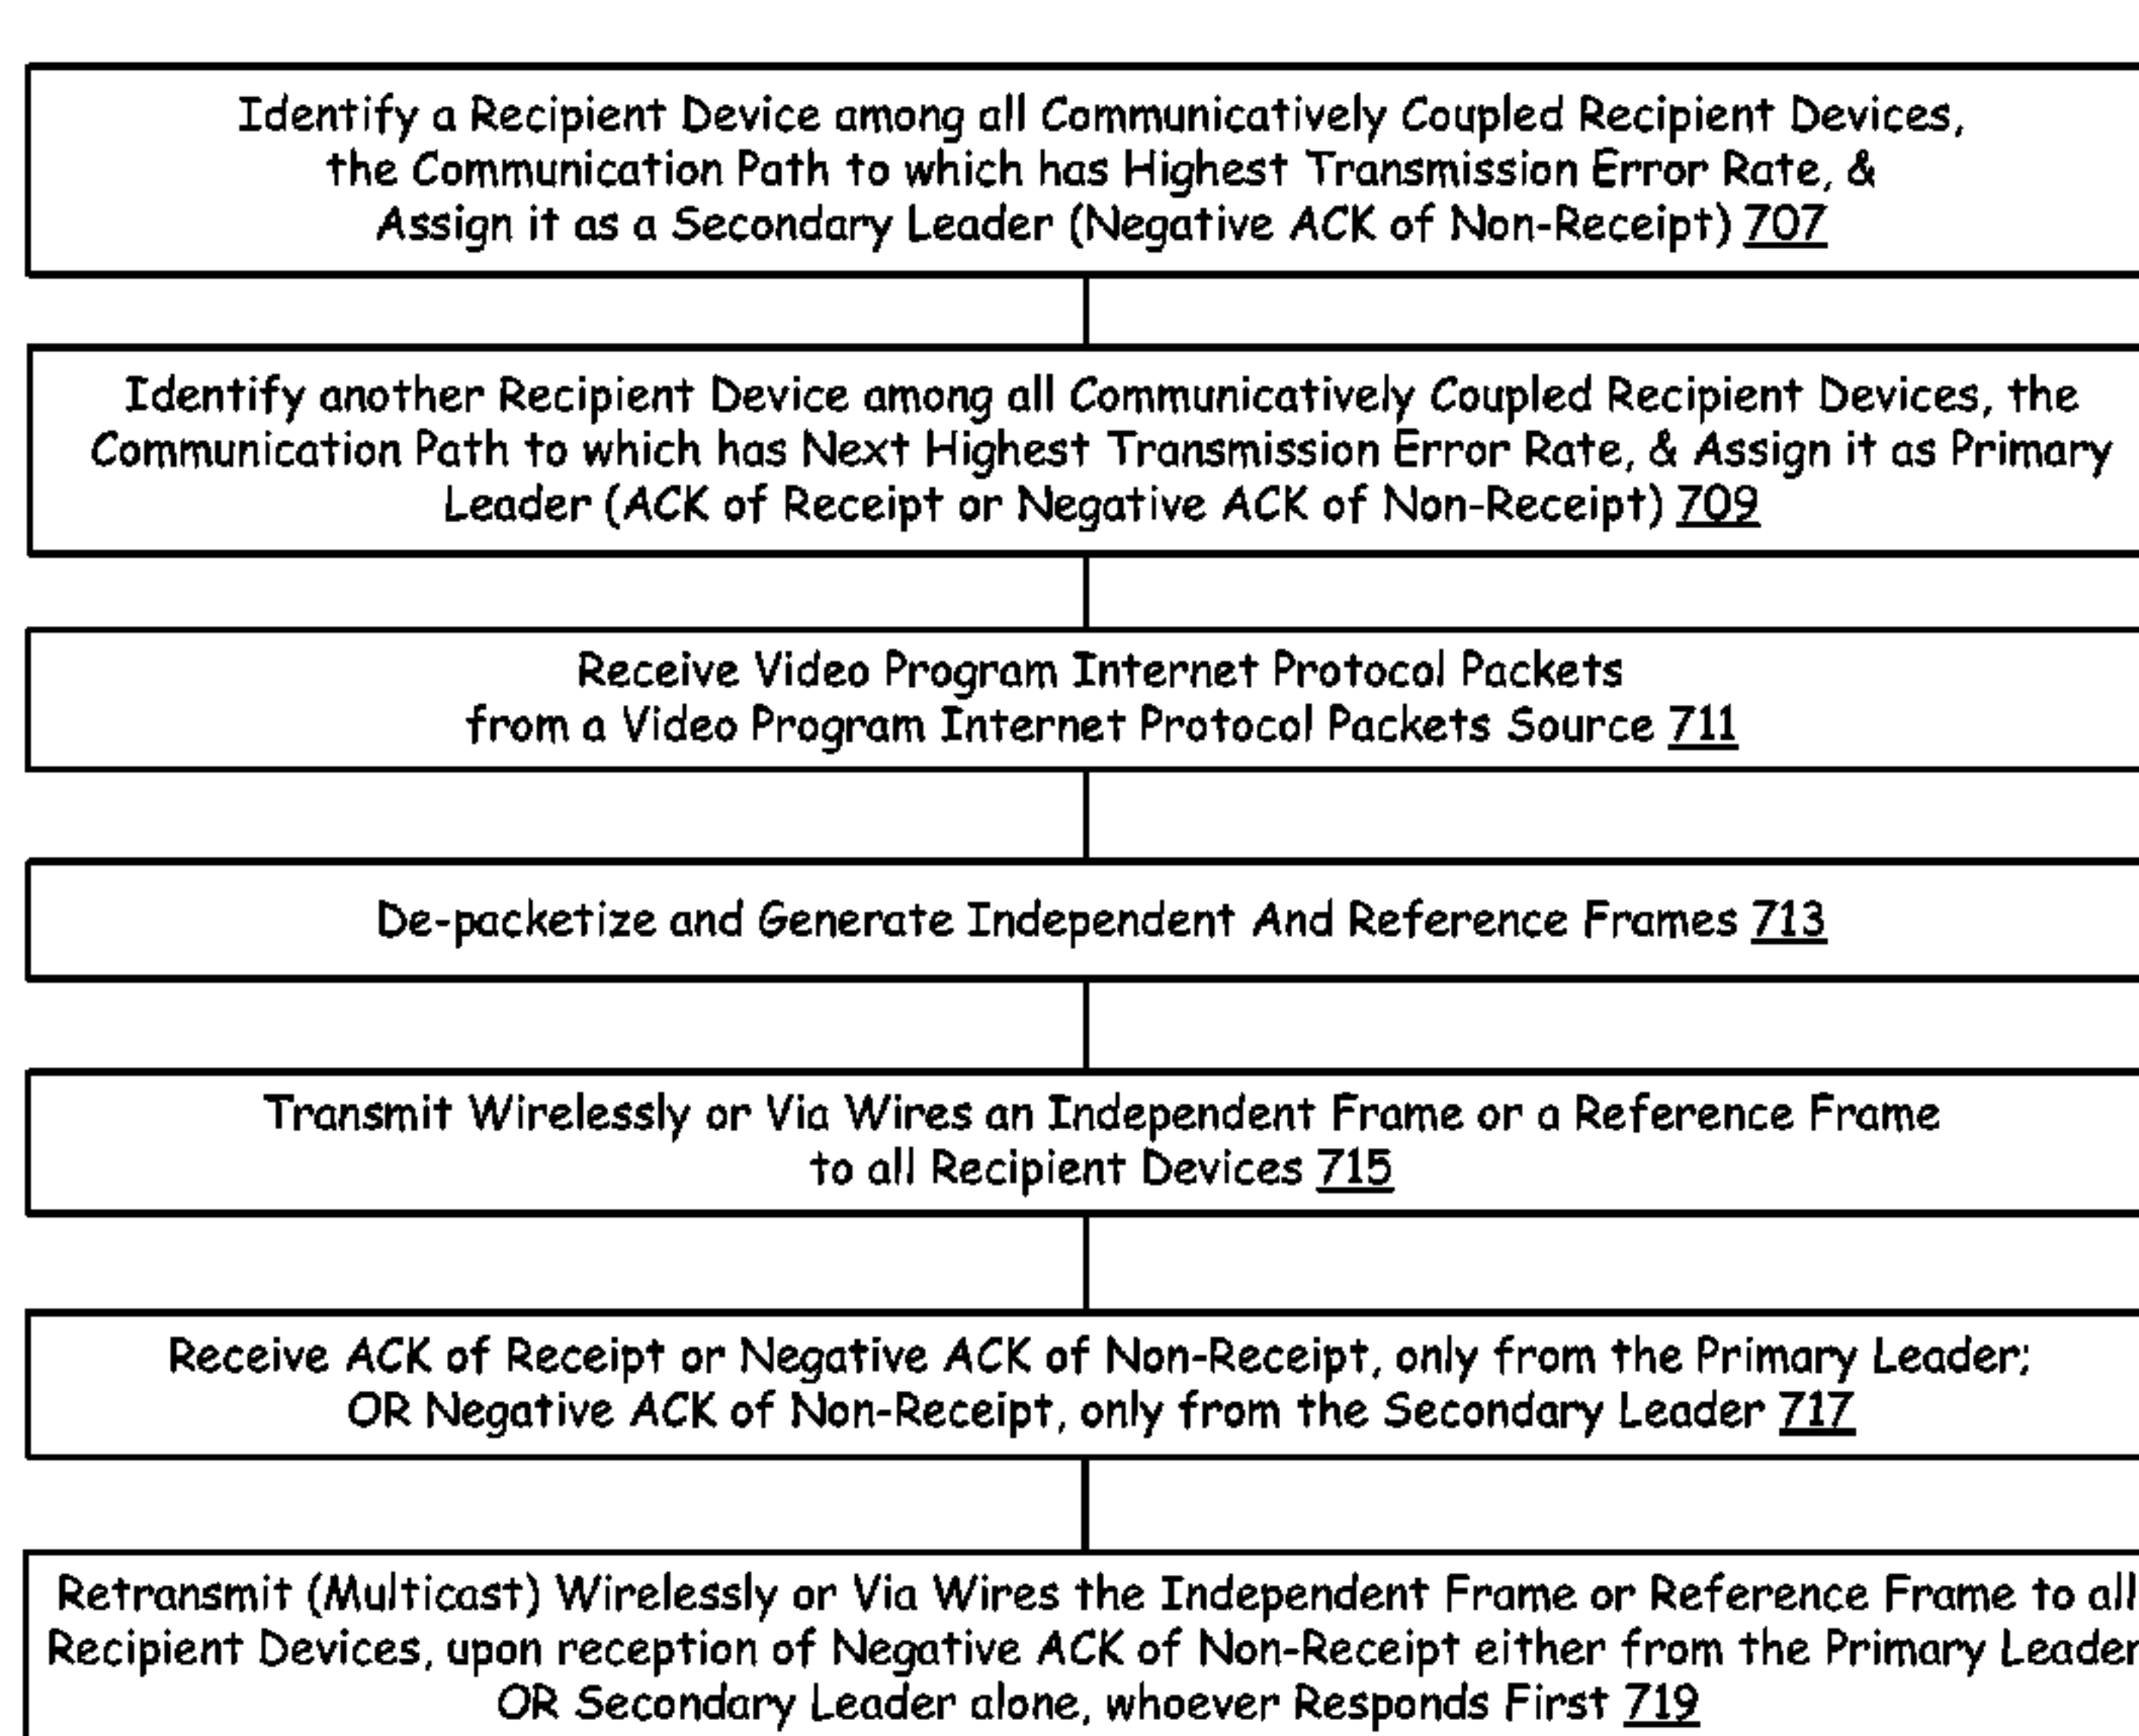 Identify a Recipient Device among all Communicatively Coupled Recipient Devices,
the Communication Path to which has Highest Transmission Error Rate, &
Assign it as a Secondary Leader (Negative ACK of Non-Receipt) 707
Identify another Recipient Device among all Communicatively Coupled Recipient Devices, the
Communication Path to which has Next Highest Transmission Error Rate, & Assign it as Primary
Leader (ACK of Receipt or Negative ACK of Non-Receipt) 709
Receive Video Program Internet Protocol Packets
from a Video Program Internet Protocol Packets Source 711
De-packetize and Generate Independent And Reference Frames 713
Transmit Wirelessly or Via Wires an Independent Frame or a Reference Frame
to all Recipient Devices 715
Receive ACK of Receipt or Negative ACK of Non-Receipt, only from the Primary Leader;
OR Negative ACK of Non-Receipt, only from the Secondary Leader 717
Retransmit (Multicast) Wirelessly or Via Wires the Independent Frame or Reference Frame to all
Recipient Devices, upon reception of Negative ACK of Non-Receipt either from the Primary Leader
OR Secondary Leader alone, whoever Responds First 719